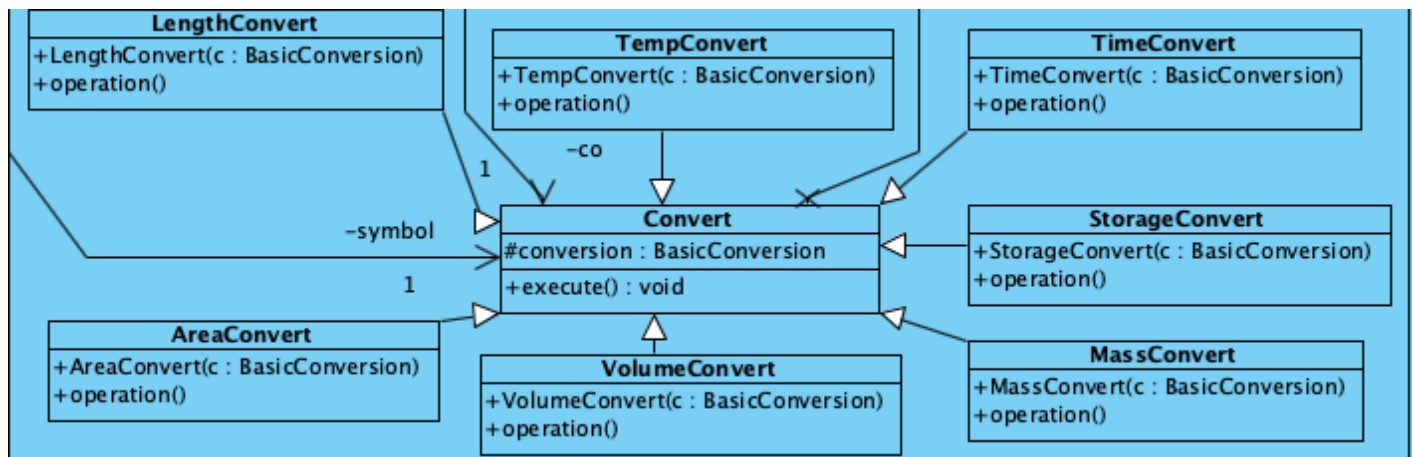 LengthConvert
+LengthConvert(c : BasicConversion)
+operation()
TempConvert
+TempConvert(c : BasicConversion)
+operation()
TimeConvert
+TimeConvert(c : BasicConversion)
+operation()
-co
1
-symbol
1
Convert
#conversion : BasicConversion
+execute() : void
StorageConvert
+StorageConvert(c : BasicConversion)
+operation()
AreaConvert
+AreaConvert(c : BasicConversion)
+operation()
VolumeConvert
+VolumeConvert(c : BasicConversion)
+operation()
MassConvert
+MassConvert(c : BasicConversion)
+operation()